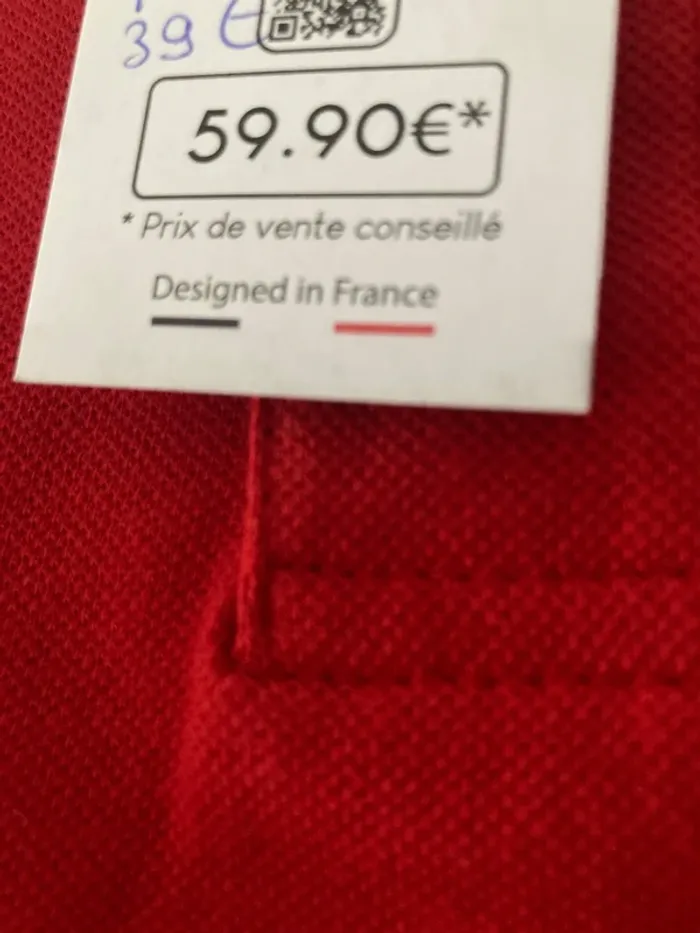 39 €
59.90€*
* Prix de vente conseillé
Designed in France